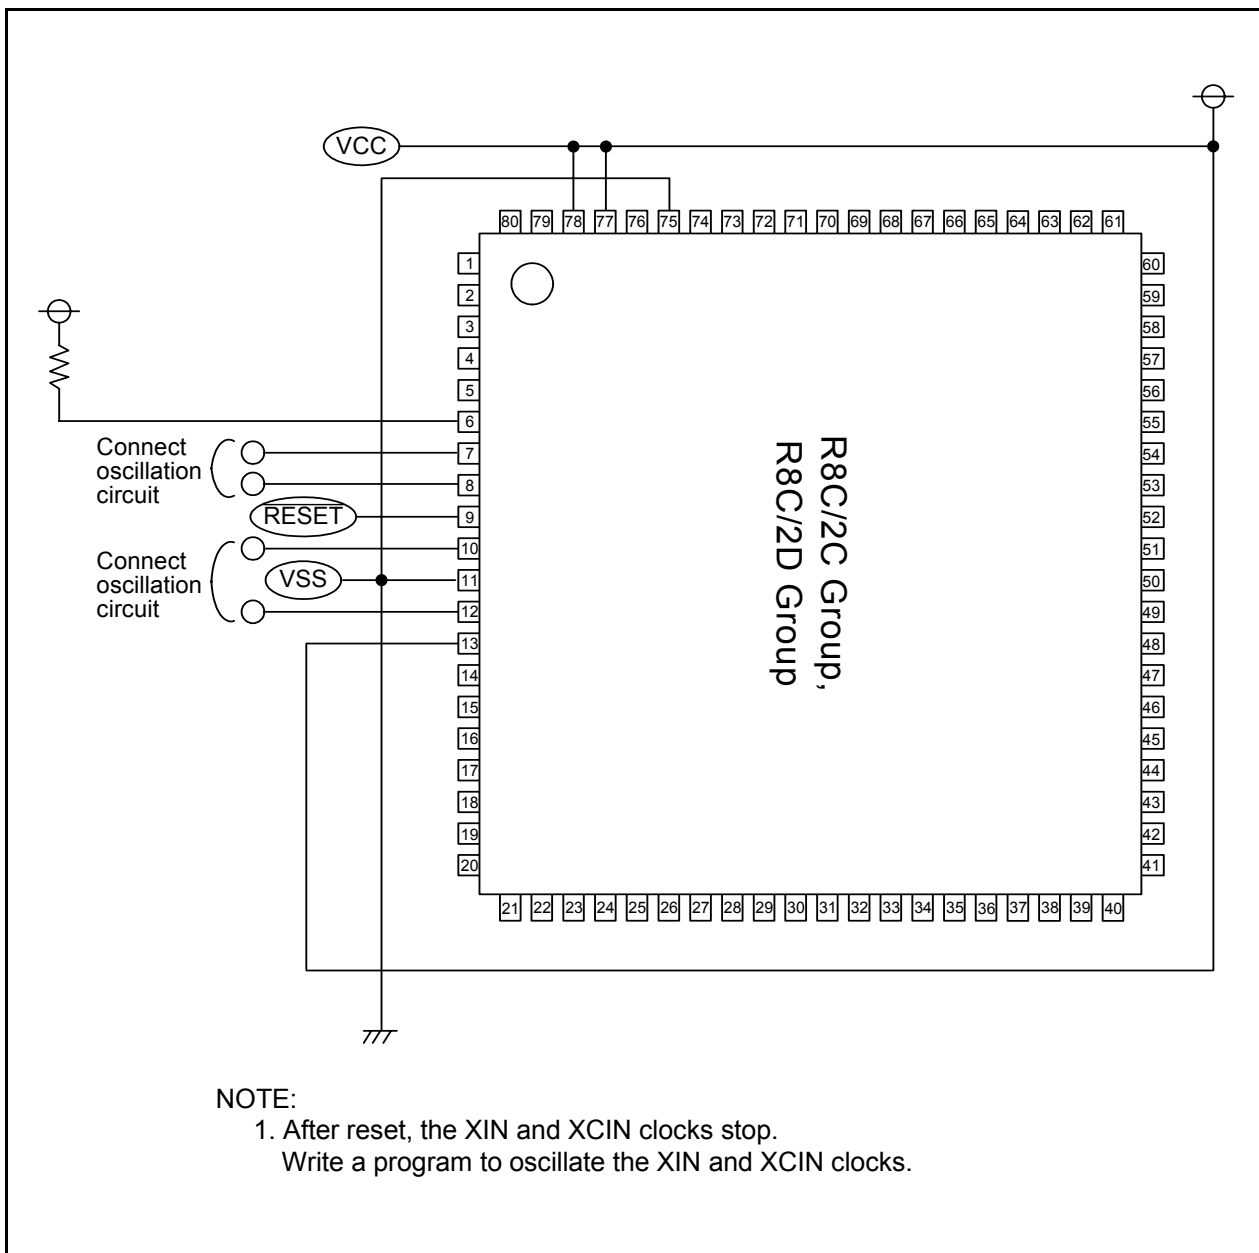 VCC
80 79 78 77 76 75 74 73 72 71 70 69 68 67 66 65 64 63 62 61
1
2
3
4
5
6
7
8
9
10
11
12
13
14
15
16
17
18
19
20
Connect
oscillation
circuit
RESET
Connect
oscillation
circuit
VSS
R8C/2C Group,
R8C/2D Group
60
59
58
57
56
55
54
53
52
51
50
49
48
47
46
45
44
43
42
41
21 22 23 24 25 26 27 28 29 30 31 32 33 34 35 36 37 38 39 40
NOTE:
1. After reset, the XIN and XCIN clocks stop.
Write a program to oscillate the XIN and XCIN clocks.